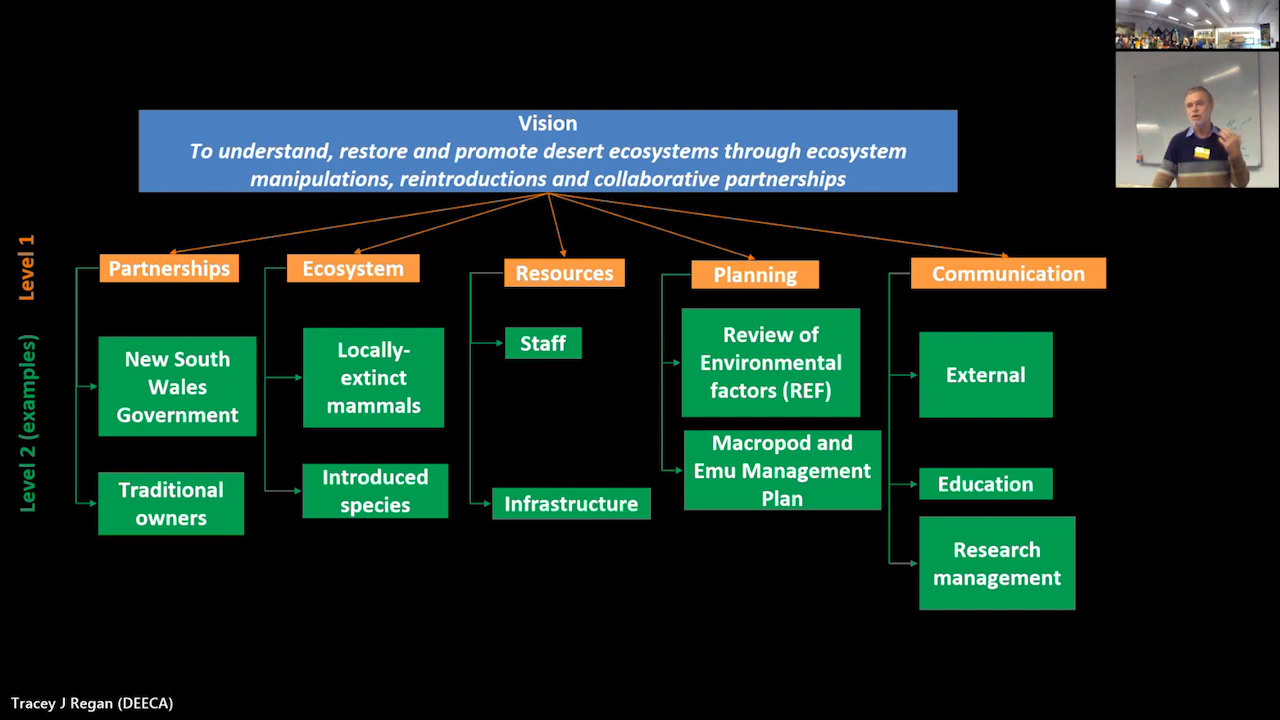 Vision
To understand, restore and promote desert ecosystems through ecosystem
manipulations, reintroductions and collaborative partnerships
Level 1
Partnerships
Ecosystem
Resources
Planning
Communication
Level 2 (examples)
New South
Wales
Government
Traditional
owners
Locally-
extinct
mammals
Introduced
species
Staff
Infrastructure
Review of
Environmental
factors (REF)
Macropod and
Emu Management
Plan
External
Education
Research
management
Tracey J Regan (DEECA)